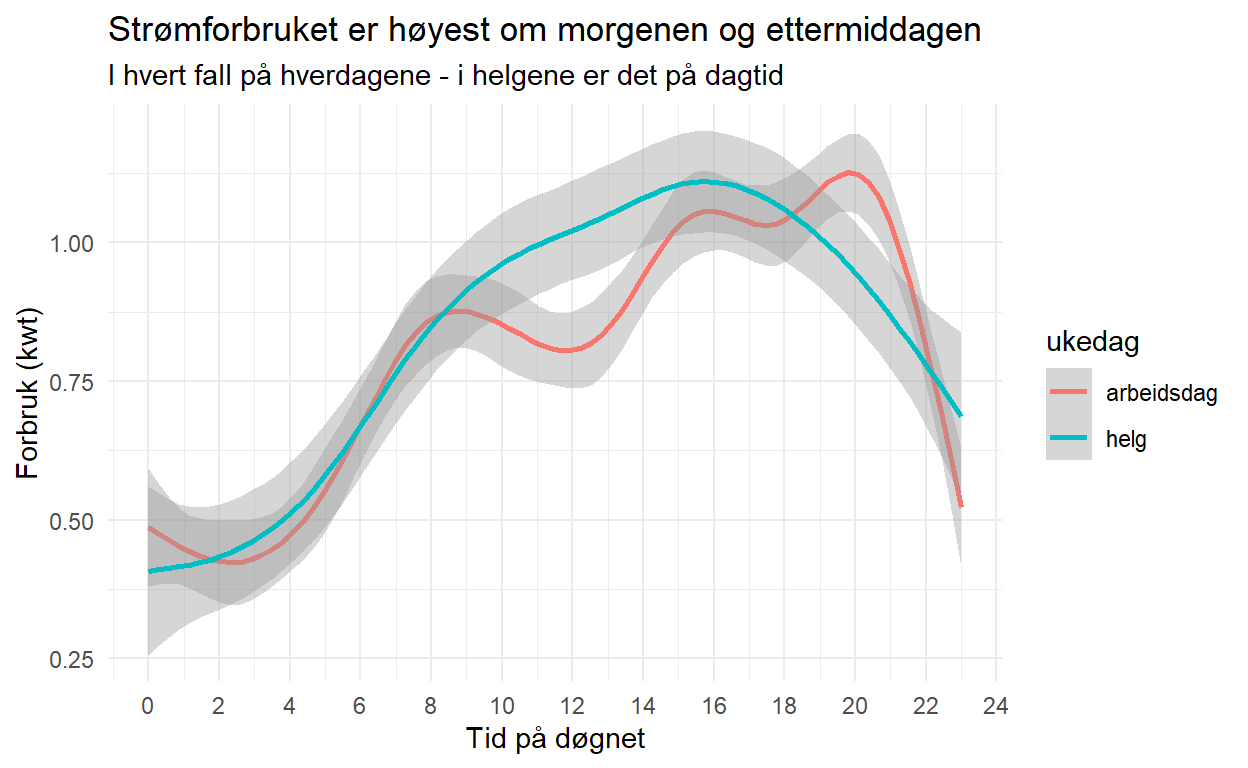 Strømforbruket er høyest om morgenen og ettermiddagen
I hvert fall på hverdagene - i helgene er det på dagtid
1.00
0.75
0.50
0.25
Forbruk (kwt)
0 2 4 6 8 10 12 14 16 18 20 22 24
Tid på døgnet
ukedag
arbeidsdag
helg